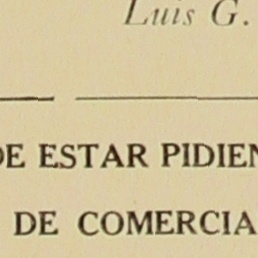 Luis G.
DE ESTAR PIDIEN
DE COMERCIA